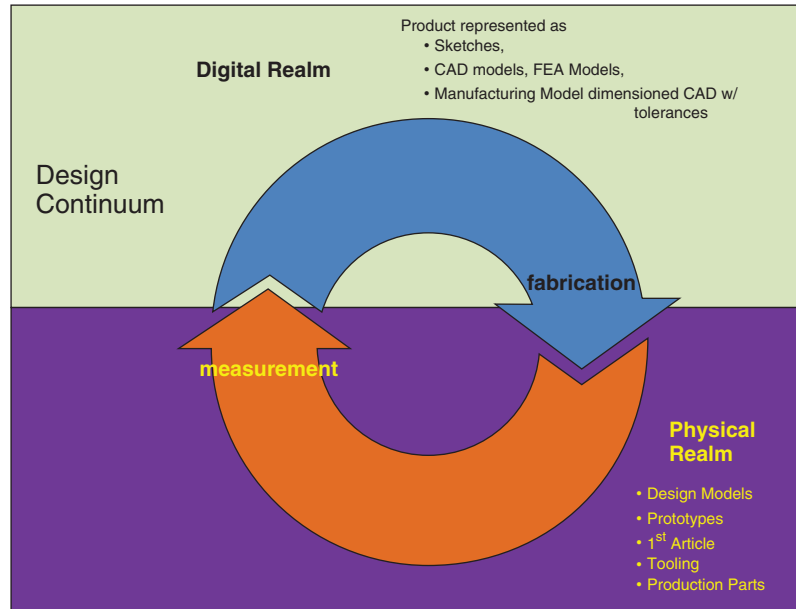 Product represented as
• Sketches,
• CAD models, FEA Models,
• Manufacturing Model dimensioned CAD w/
tolerances
Digital Realm
Design
Continuum
fabrication
measurement
Physical
Realm
• Design Models
• Prototypes
• 1st Article
• Tooling
• Production Parts